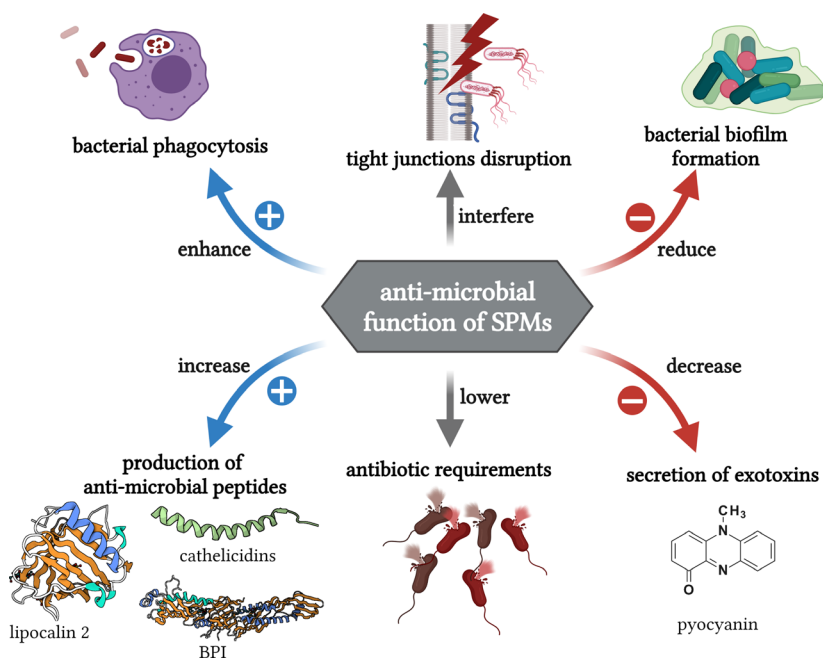 bacterial phagocytosis
tight junctions disruption
bacterial biofilm
formation
+
enhance
interfere
−
reduce
anti-microbial
function of SPMs
increase
+
lower
decrease
−
production of
anti-microbial peptides
antibiotic requirements
secretion of exotoxins
cathelicidins
lipocalin 2
BPI
CH₃
N
N
O
pyocyanin